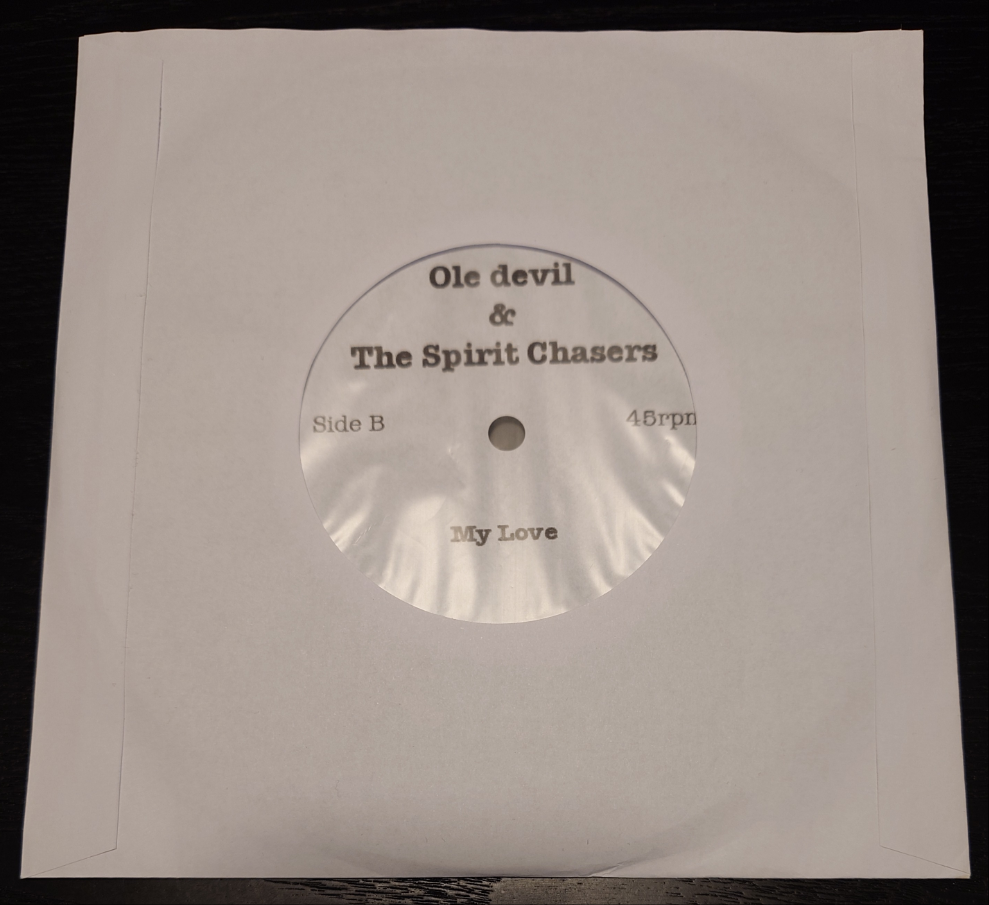 Ole devil
&
The Spirit Chasers
Side B 45rpm
My Love